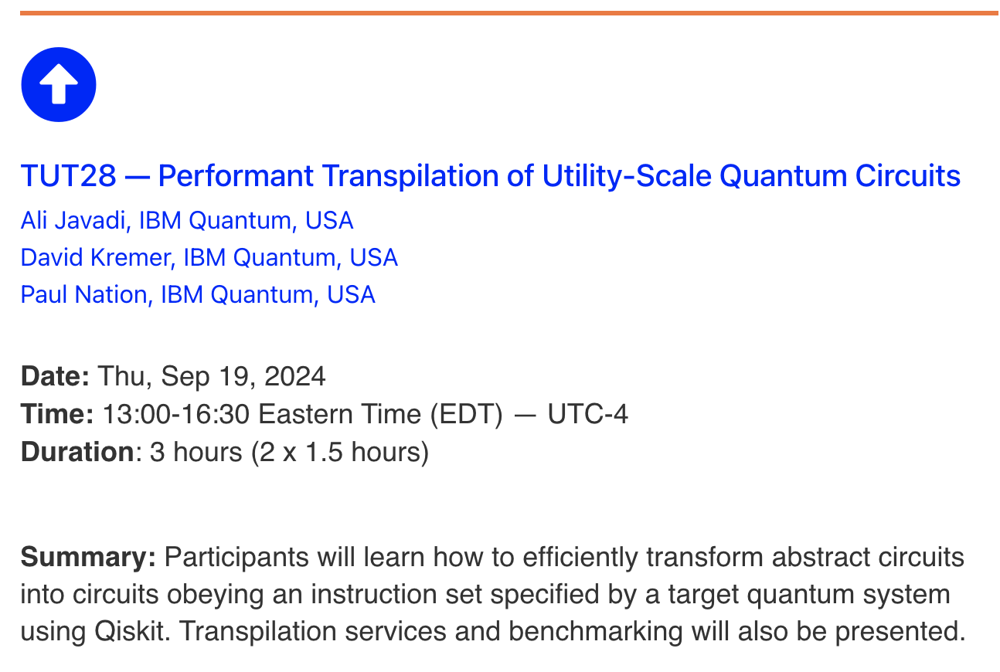 TUT28 — Performant Transpilation of Utility-Scale Quantum Circuits
Ali Javadi, IBM Quantum, USA
David Kremer, IBM Quantum, USA
Paul Nation, IBM Quantum, USA
Date: Thu, Sep 19, 2024
Time: 13:00-16:30 Eastern Time (EDT) — UTC-4
Duration: 3 hours (2 x 1.5 hours)
Summary: Participants will learn how to efficiently transform abstract circuits
into circuits obeying an instruction set specified by a target quantum system
using Qiskit. Transpilation services and benchmarking will also be presented.